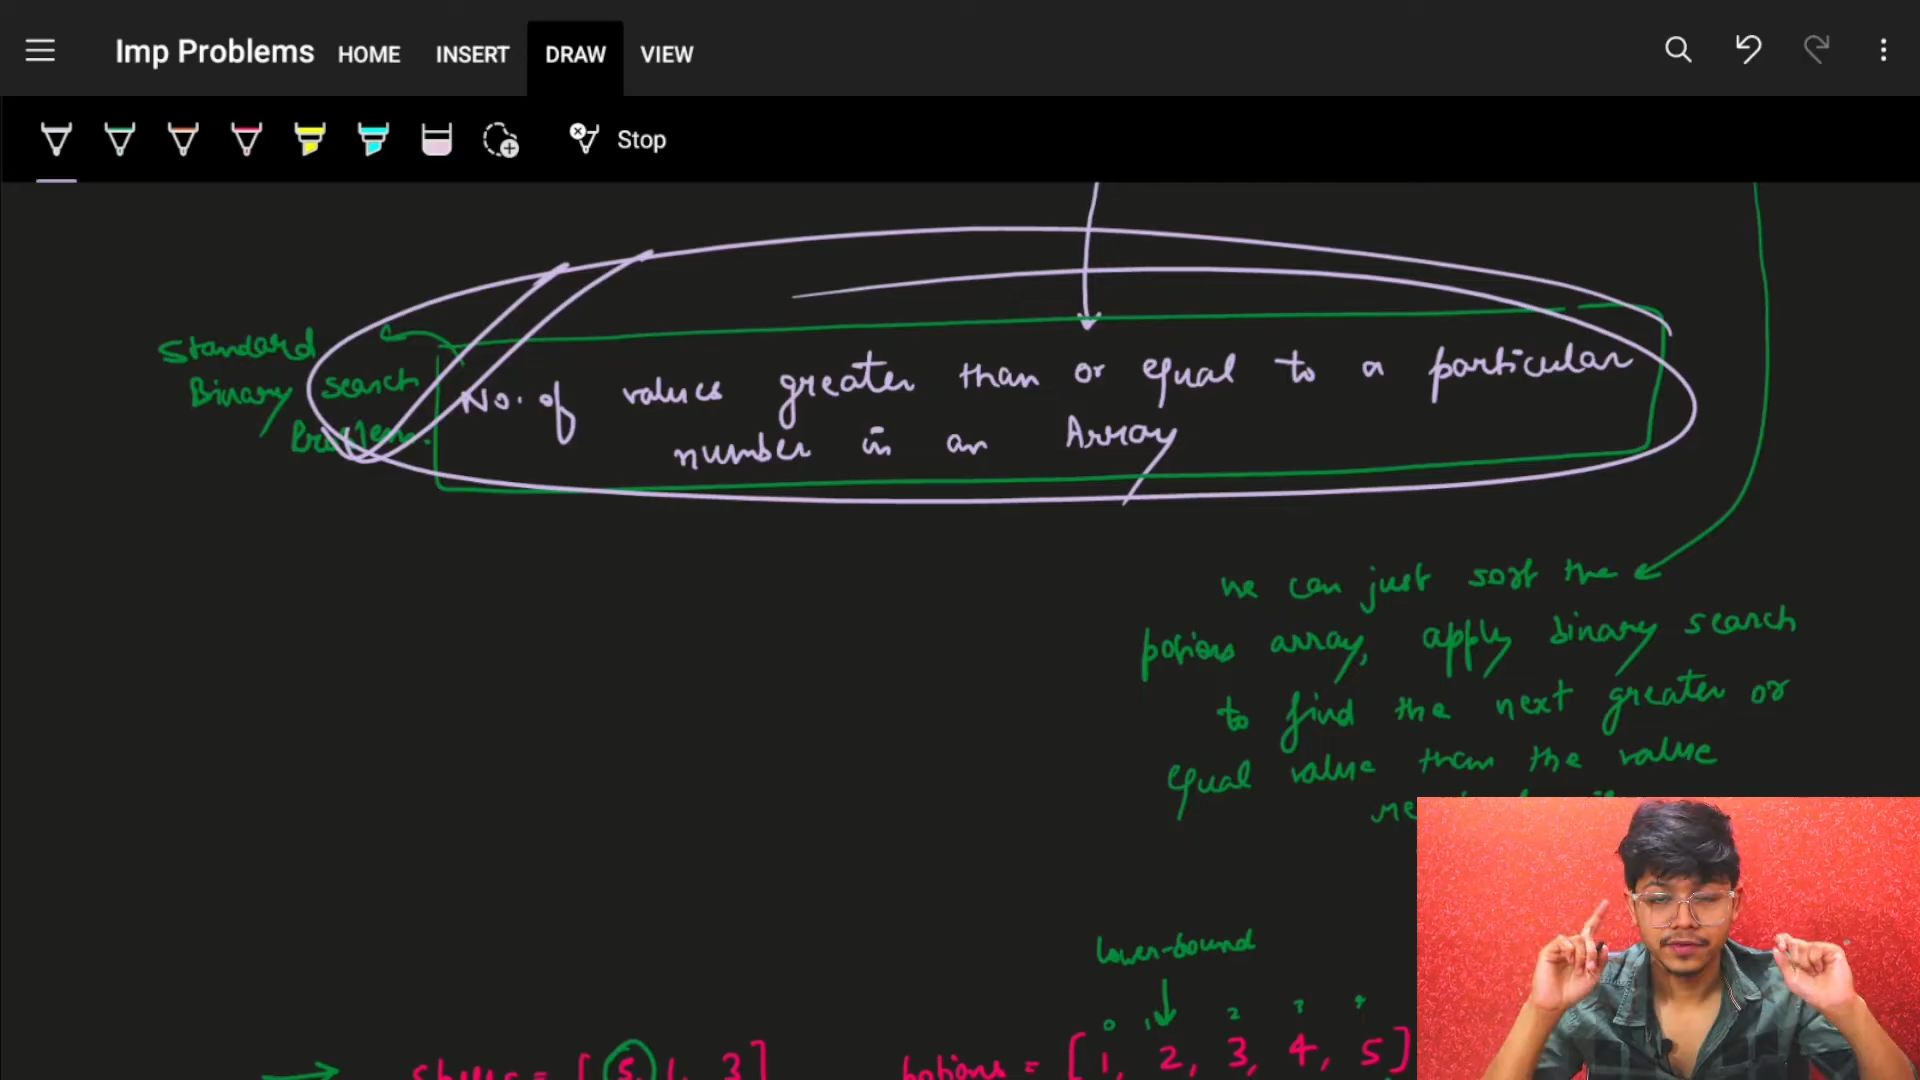 Imp Problems HOME INSERT DRAW VIEW
Stop
Standard
Binary search
Problem.
No. of values greater than or equal to a particular
number in an Array
we can just sort the
potions array, apply binary search
to find the next greater or
equal value than the value
lower-bound
0 1 2 3 4
spells = [5, 1, 3]
potions = [1, 2, 3, 4, 5]